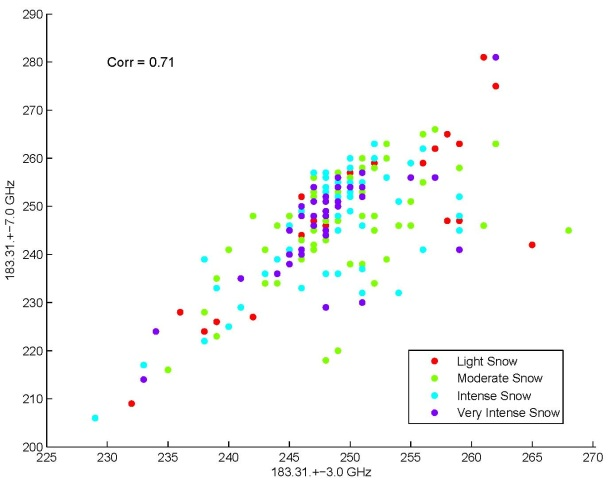 290
280
270
260
250
240
230
220
210
200
183.31.+−7.0 GHz
Corr = 0.71
Light Snow
Moderate Snow
Intense Snow
Very Intense Snow
225 230 235 240 245 250 255 260 265 270
183.31.+−3.0 GHz